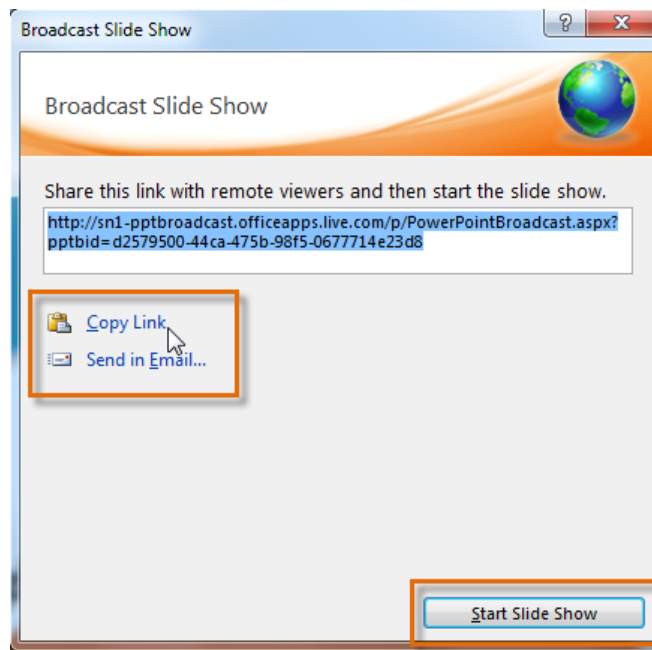 Broadcast Slide Show
Broadcast Slide Show
Share this link with remote viewers and then start the slide show.
http://sn1-pptbroadcast.officeapps.live.com/p/PowerPointBroadcast.aspx?
pptbid=d2579500-44ca-475b-98f5-0677714e23d8
Copy Link
Send in Email...
Start Slide Show